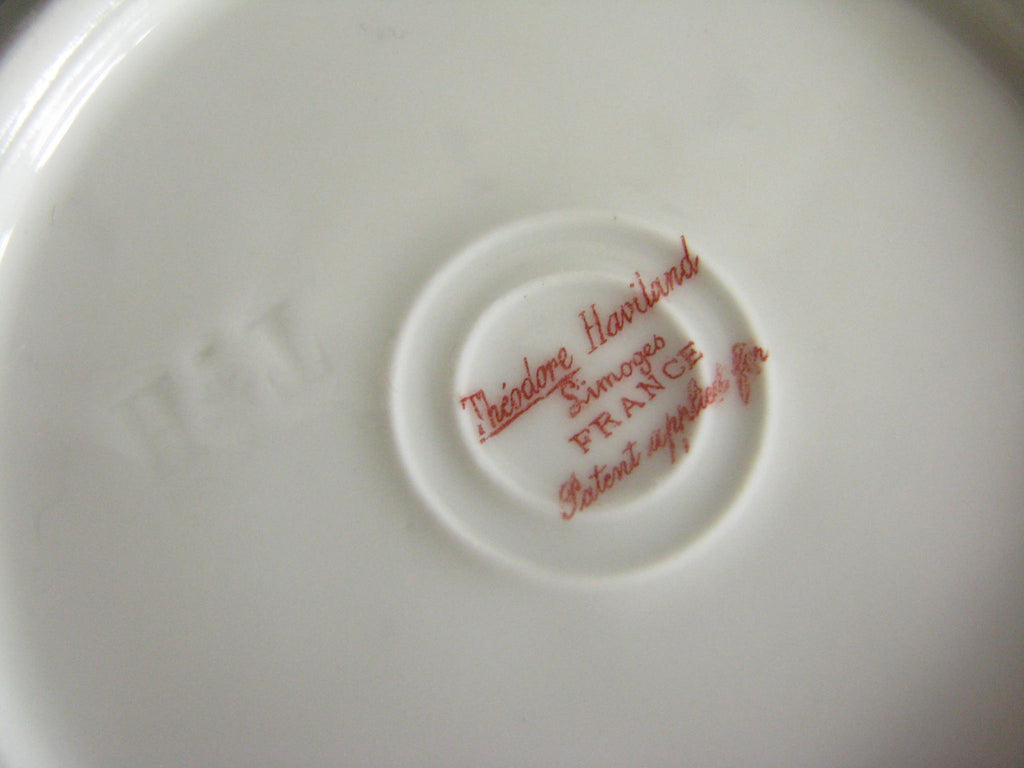 Théodore Haviland
Limoges
FRANCE
Patent applied for